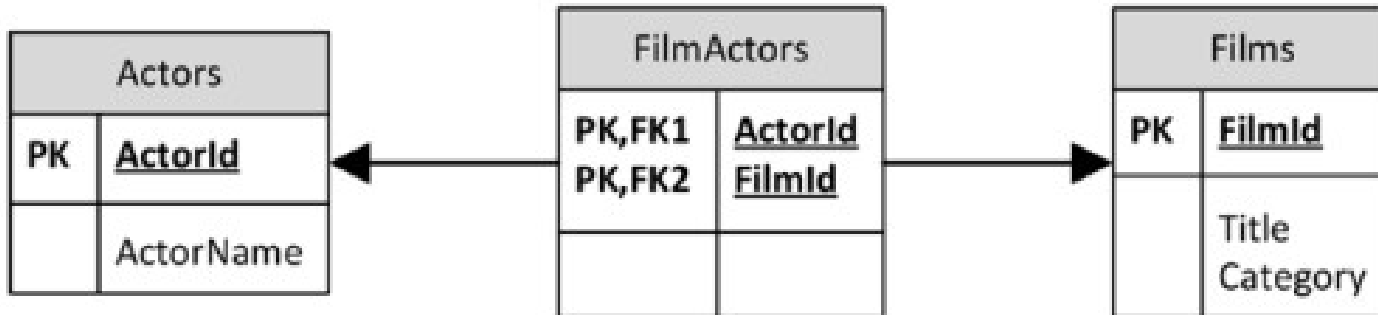 Actors
PK ActorId
ActorName
FilmActors
PK,FK1 ActorId
PK,FK2 FilmId
Films
PK FilmId
Title
Category